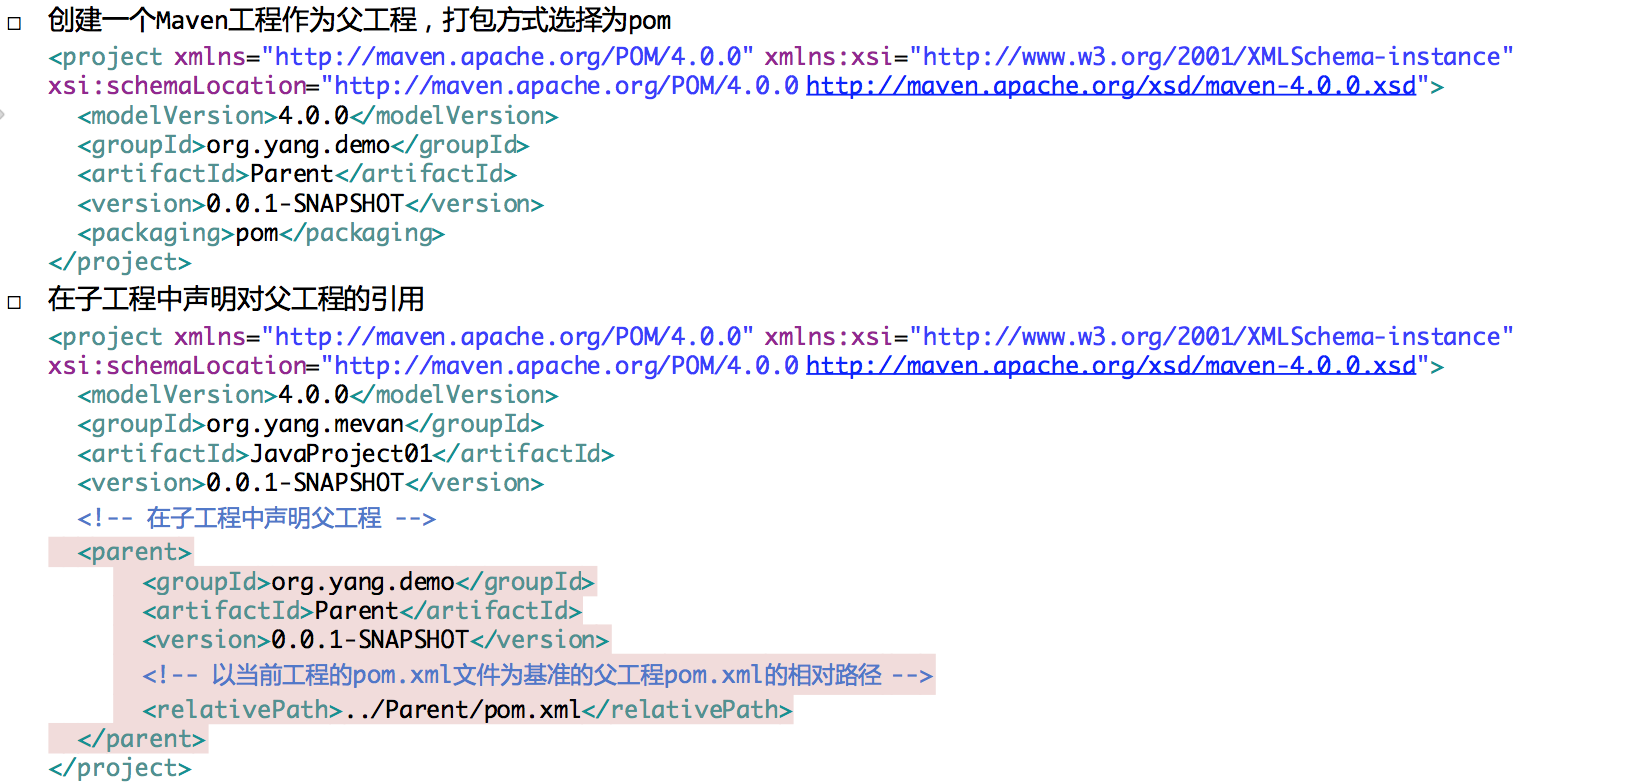 □ 创建一个Maven工程作为父工程，打包方式选择为pom
<project xmlns="http://maven.apache.org/POM/4.0.0" xmlns:xsi="http://www.w3.org/2001/XMLSchema-instance"
xsi:schemaLocation="http://maven.apache.org/POM/4.0.0 http://maven.apache.org/xsd/maven-4.0.0.xsd">
<modelVersion>4.0.0</modelVersion>
<groupId>org.yang.demo</groupId>
<artifactId>Parent</artifactId>
<version>0.0.1-SNAPSHOT</version>
<packaging>pom</packaging>
</project>
□ 在子工程中声明对父工程的引用
<project xmlns="http://maven.apache.org/POM/4.0.0" xmlns:xsi="http://www.w3.org/2001/XMLSchema-instance"
xsi:schemaLocation="http://maven.apache.org/POM/4.0.0 http://maven.apache.org/xsd/maven-4.0.0.xsd">
<modelVersion>4.0.0</modelVersion>
<groupId>org.yang.mevan</groupId>
<artifactId>JavaProject01</artifactId>
<version>0.0.1-SNAPSHOT</version>
<!-- 在子工程中声明父工程 -->
<parent>
<groupId>org.yang.demo</groupId>
<artifactId>Parent</artifactId>
<version>0.0.1-SNAPSHOT</version>
<!-- 以当前工程的pom.xml文件为基准的父工程pom.xml的相对路径 -->
<relativePath>../Parent/pom.xml</relativePath>
</parent>
</project>